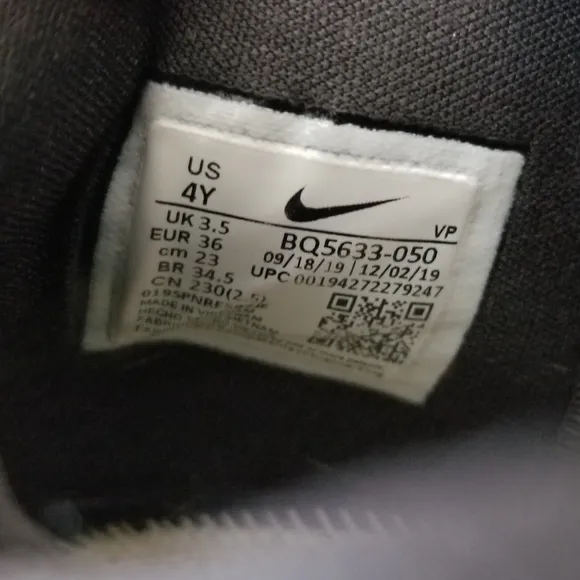 US
4Y
VP
UK 3.5
EUR 36
cm 23
BR 34.5
CN 230(2.5)
BQ5633-050
09/18/19 | 12/02/19
UPC 00194272279247
MADE IN VIETNAM
HECHO